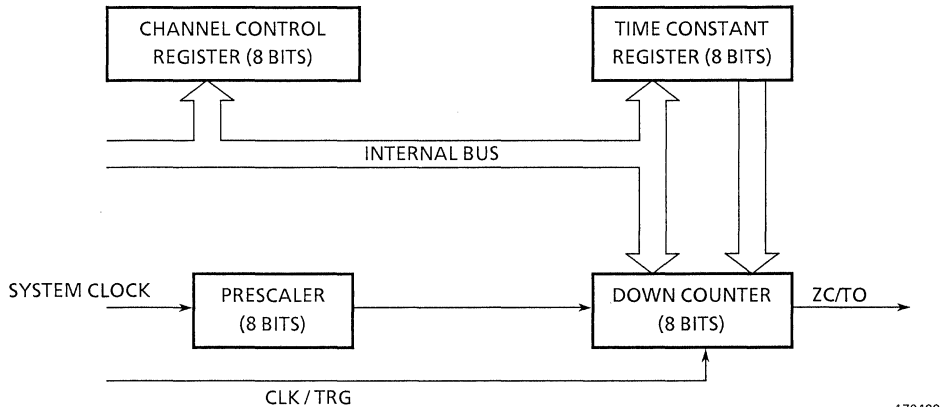 CHANNEL CONTROL
REGISTER (8 BITS)
TIME CONSTANT
REGISTER (8 BITS)
INTERNAL BUS
SYSTEM CLOCK
PRESCALER
(8 BITS)
DOWN COUNTER
(8 BITS)
ZC/TO
CLK / TRG